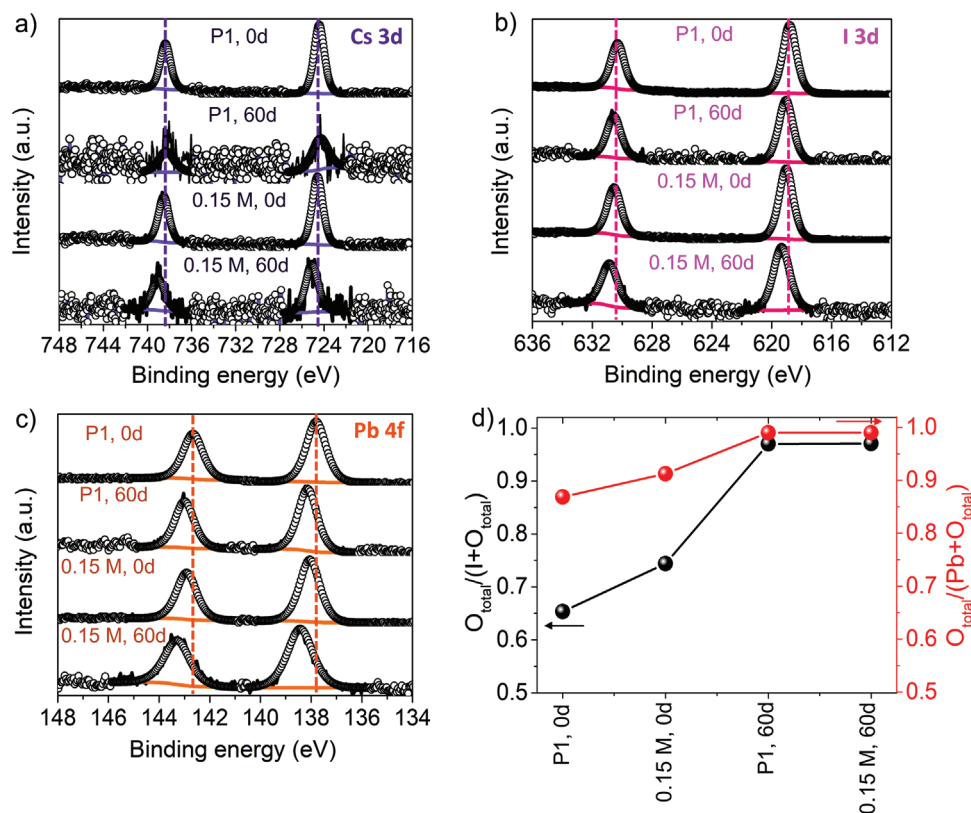 a)
Cs 3d
P1, 0d
P1, 60d
0.15 M, 0d
0.15 M, 60d
Intensity (a.u.)
748 744 740 736 732 728 724 720 716
Binding energy (eV)
b)
I 3d
P1, 0d
P1, 60d
0.15 M, 0d
0.15 M, 60d
Intensity (a.u.)
636 632 628 624 620 616 612
Binding energy (eV)
c)
Pb 4f
P1, 0d
P1, 60d
0.15 M, 0d
0.15 M, 60d
Intensity (a.u.)
148 146 144 142 140 138 136 134
Binding energy (eV)
d)
1.0
0.9
0.8
0.7
0.6
0.5
O_total/(I+O_total)
1.0
0.9
0.8
0.7
0.6
0.5
O_total/(Pb+O_total)
P1, 0d
0.15 M, 0d
P1, 60d
0.15 M, 60d